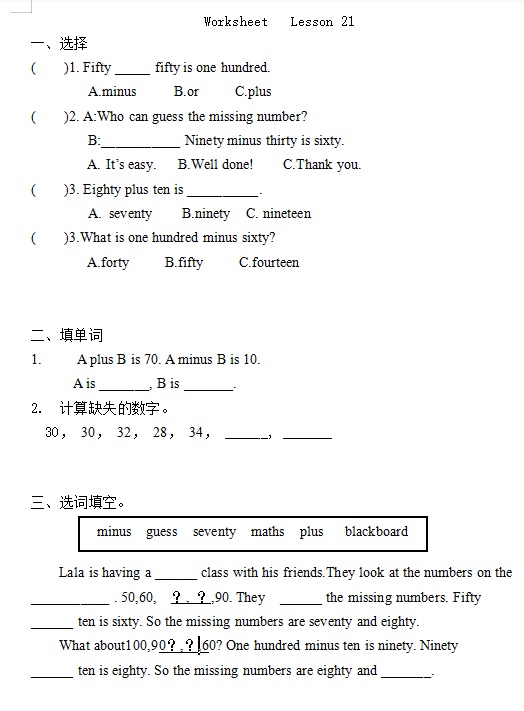 Worksheet Lesson 21
一、选择
( )1. Fifty _____ fifty is one hundred.
A.minus B.or C.plus
( )2. A:Who can guess the missing number?
B:___________ Ninety minus thirty is sixty.
A. It's easy. B.Well done! C.Thank you.
( )3. Eighty plus ten is __________.
A. seventy B.ninety C. nineteen
( )3.What is one hundred minus sixty?
A.forty B.fifty C.fourteen
二、填单词
1. A plus B is 70. A minus B is 10.
A is _______, B is _______.
2. 计算缺失的数字。
30， 30， 32， 28， 34， ______, _______
三、选词填空。
minus guess seventy maths plus blackboard
Lala is having a ______ class with his friends.They look at the numbers on the
___________ . 50,60, ? , ? ,90. They ______ the missing numbers. Fifty
______ ten is sixty. So the missing numbers are seventy and eighty.
What about100,90? ,? 60? One hundred minus ten is ninety. Ninety
______ ten is eighty. So the missing numbers are eighty and _______.